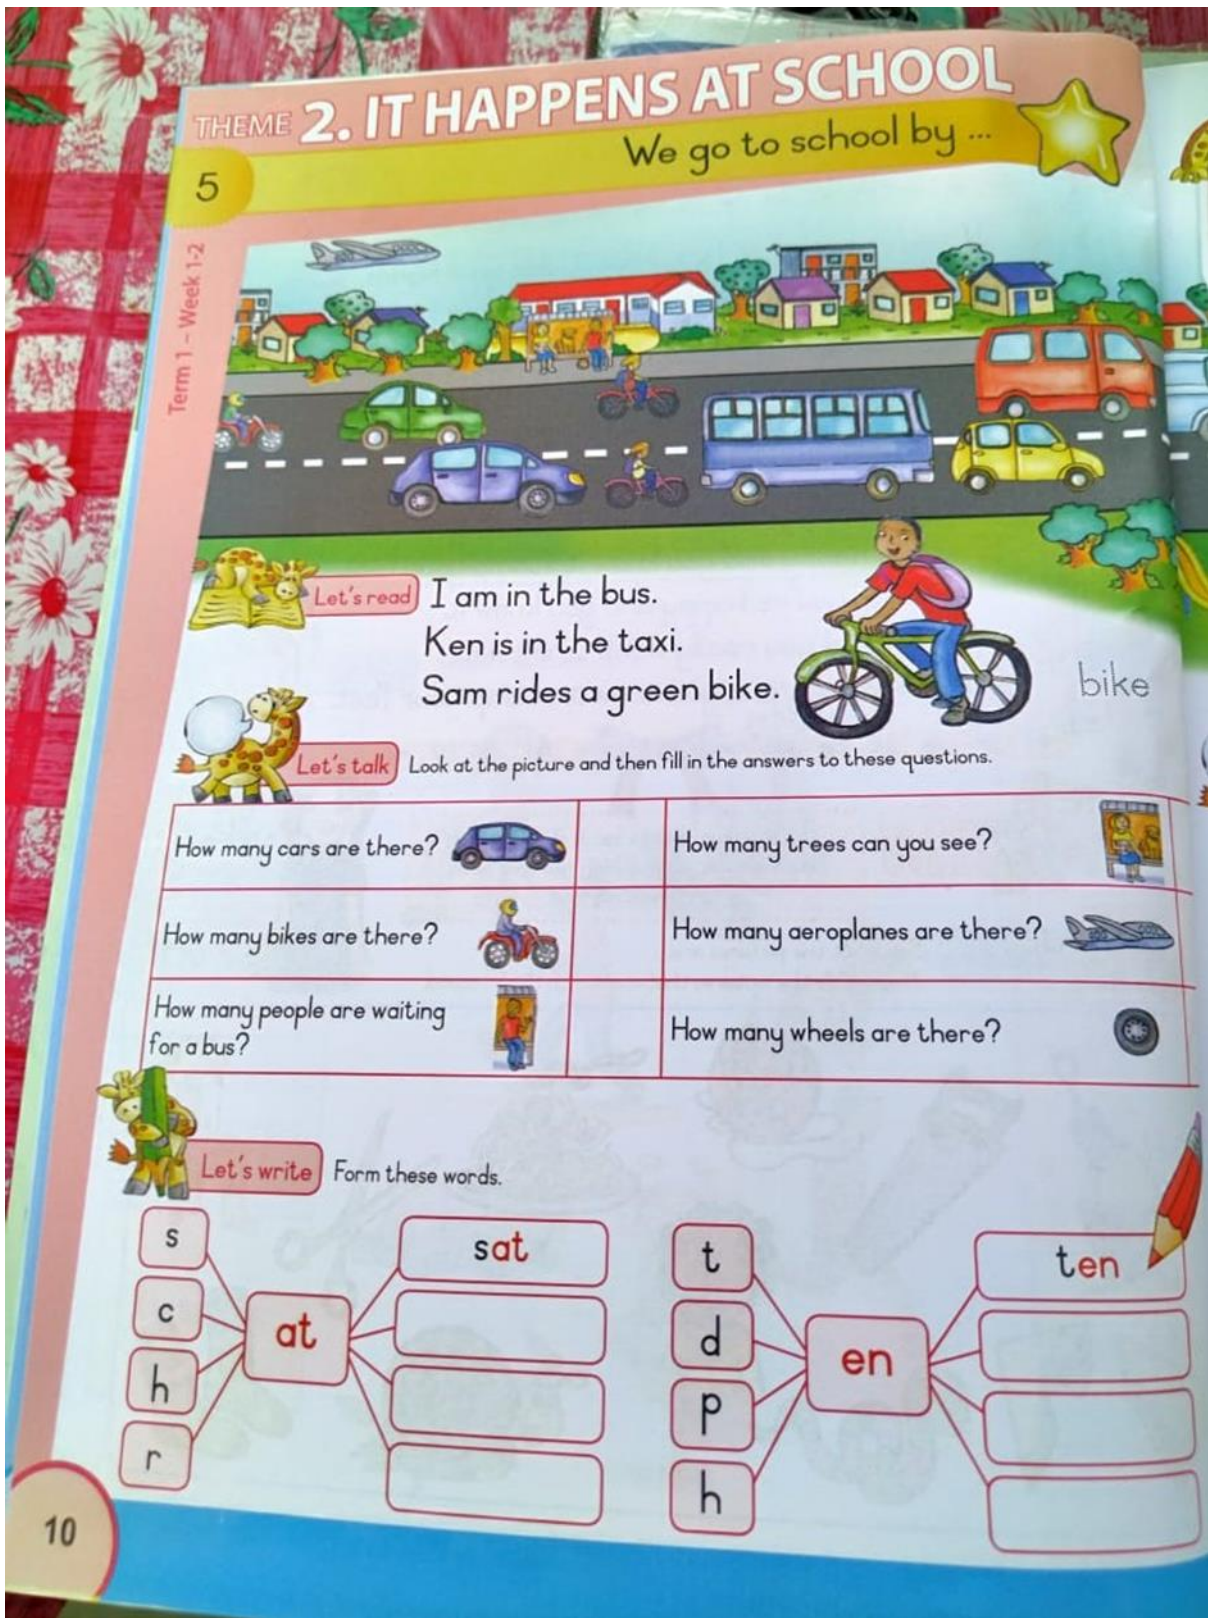 THEME 2. IT HAPPENS AT SCHOOL
We go to school by ...
5
Term 1 – Week 1-2
Let's read
I am in the bus.
Ken is in the taxi.
Sam rides a green bike.
bike
Let's talk
Look at the picture and then fill in the answers to these questions.
How many cars are there?
How many trees can you see?
How many bikes are there?
How many aeroplanes are there?
How many people are waiting
for a bus?
How many wheels are there?
Let's write
Form these words.
s
c
h
r
at
sat
t
d
p
h
en
ten
10